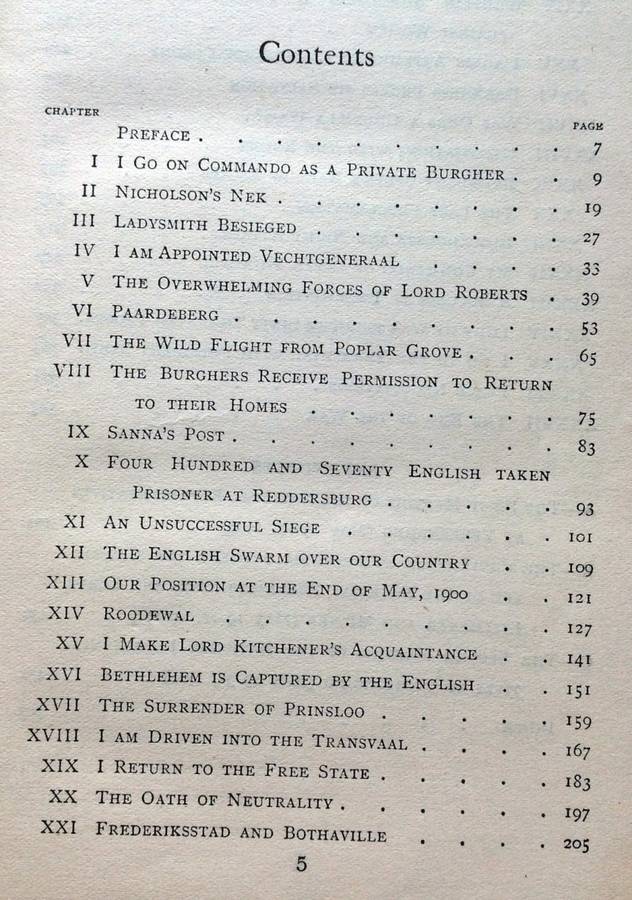 Contents
CHAPTER PAGE
PREFACE . . . . . . . . . . 7
I I GO ON COMMANDO AS A PRIVATE BURGHER . . 9
II NICHOLSON'S NEK . . . . . . . . 19
III LADYSMITH BESIEGED . . . . . . . 27
IV I AM APPOINTED VECHTGENERAAL . . . . 33
V THE OVERWHELMING FORCES OF LORD ROBERTS . 39
VI PAARDEBERG . . . . . . . . . 53
VII THE WILD FLIGHT FROM POPLAR GROVE . . . 65
VIII THE BURGHERS RECEIVE PERMISSION TO RETURN
TO THEIR HOMES . . . . . . . 75
IX SANNA'S POST . . . . . . . . . 83
X FOUR HUNDRED AND SEVENTY ENGLISH TAKEN
PRISONER AT REDDERSBURG . . . . . 93
XI AN UNSUCCESSFUL SIEGE . . . . . . 101
XII THE ENGLISH SWARM OVER OUR COUNTRY . . 109
XIII OUR POSITION AT THE END OF MAY, 1900 . . 121
XIV ROODEWAL . . . . . . . . . 127
XV I MAKE LORD KITCHENER'S ACQUAINTANCE . . 141
XVI BETHLEHEM IS CAPTURED BY THE ENGLISH . . 151
XVII THE SURRENDER OF PRINSLOO . . . . . 159
XVIII I AM DRIVEN INTO THE TRANSVAAL . . . . 167
XIX I RETURN TO THE FREE STATE . . . . . 183
XX THE OATH OF NEUTRALITY . . . . . . 197
XXI FREDERIKSSTAD AND BOTHAVILLE . . . . 205
5